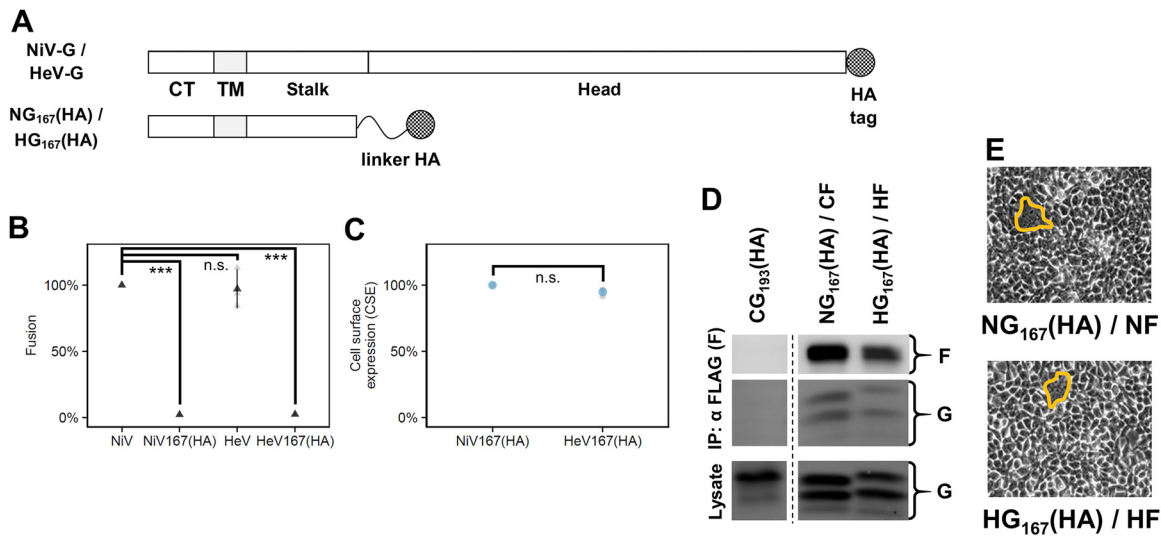 A
NiV-G /
HeV-G
CT TM Stalk Head
HA
tag
NG167(HA) /
HG167(HA)
linker HA
B
Fusion
100%
50%
0%
***
n.s.
***
NiV NiV167(HA) HeV HeV167(HA)
C
Cell surface
expression (CSE)
100%
50%
0%
n.s.
NiV167(HA) HeV167(HA)
D
CG193(HA)
NG167(HA) / CF
HG167(HA) / HF
IP: α FLAG (F)
F
G
Lysate
G
E
NG167(HA) / NF
HG167(HA) / HF